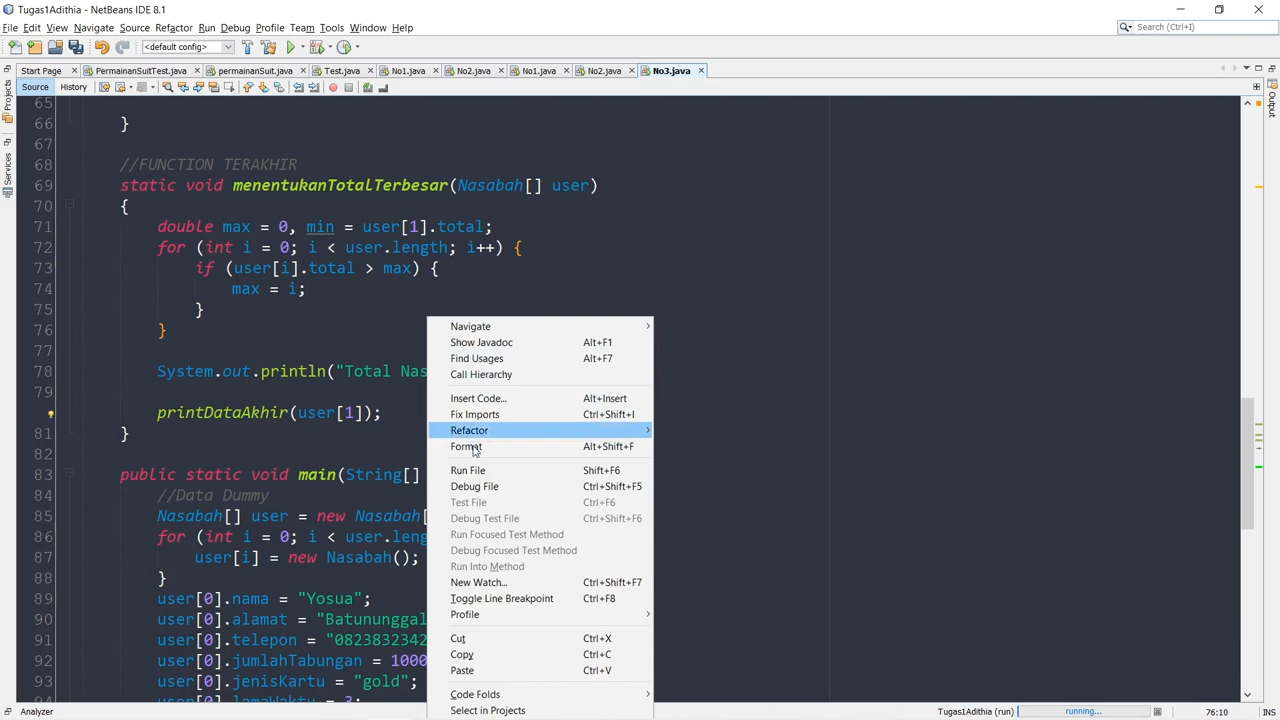 Tugas1Adithia - NetBeans IDE 8.1
File Edit View Navigate Source Refactor Run Debug Profile Team Tools Window Help
Search (Ctrl+I)
<default config>
Start Page PermainanSuitTest.java permainanSuit.java Test.java No1.java No2.java No1.java No2.java No3.java
Source History
Projects
Services
Output
65
66 }
67
68 //FUNCTION TERAKHIR
69 static void menentukanTotalTerbesar(Nasabah[] user)
70 {
71 double max = 0, min = user[1].total;
72 for (int i = 0; i < user.length; i++) {
73 if (user[i].total > max) {
74 max = i;
75 }
76 }
77
78 System.out.println("Total Nas
79
printDataAkhir(user[1]);
81 }
82
83 public static void main(String[]
84 //Data Dummy
85 Nasabah[] user = new Nasabah[
86 for (int i = 0; i < user.leng
87 user[i] = new Nasabah();
88 }
89 user[0].nama = "Yosua";
90 user[0].alamat = "Batununggal
91 user[0].telepon = "0823832342
92 user[0].jumlahTabungan = 1000
93 user[0].jenisKartu = "gold";
94 user[0].lamaWaktu = 3;
Navigate
Show Javadoc Alt+F1
Find Usages Alt+F7
Call Hierarchy
Insert Code... Alt+Insert
Fix Imports Ctrl+Shift+I
Refactor
Format Alt+Shift+F
Run File Shift+F6
Debug File Ctrl+Shift+F5
Test File Ctrl+F6
Debug Test File Ctrl+Shift+F6
Run Focused Test Method
Debug Focused Test Method
Run Into Method
New Watch... Ctrl+Shift+F7
Toggle Line Breakpoint Ctrl+F8
Profile
Cut Ctrl+X
Copy Ctrl+C
Paste Ctrl+V
Code Folds
Select in Projects
Analyzer
Tugas1Adithia (run) running... 76:10 INS